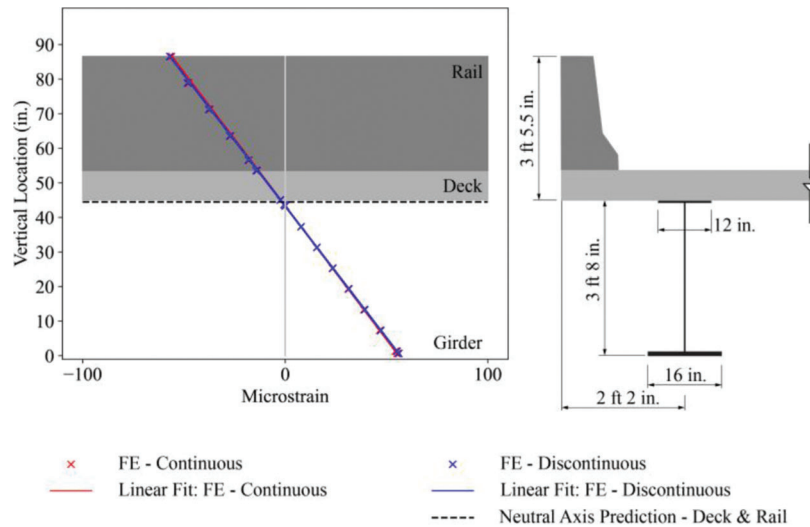 90
80
70
60
50
40
30
20
10
0
Vertical Location (in.)
Rail
Deck
Girder
−100
0
100
Microstrain
3 ft 5.5 in.
12 in.
3 ft 8 in.
16 in.
2 ft 2 in.
FE - Continuous
FE - Discontinuous
Linear Fit: FE - Continuous
Linear Fit: FE - Discontinuous
Neutral Axis Prediction - Deck & Rail